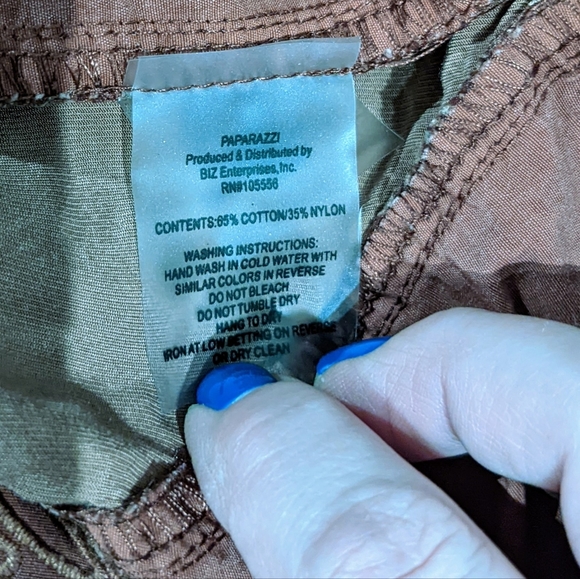 PAPARAZZI
Produced & Distributed by
BIZ Enterprises,Inc.
RN#105556
CONTENTS:65% COTTON/35% NYLON
WASHING INSTRUCTIONS:
HAND WASH IN COLD WATER WITH
SIMILAR COLORS IN REVERSE
DO NOT BLEACH
DO NOT TUMBLE DRY
HANG TO DRY
IRON AT LOW SETTING ON REVERSE
OR DRY CLEAN